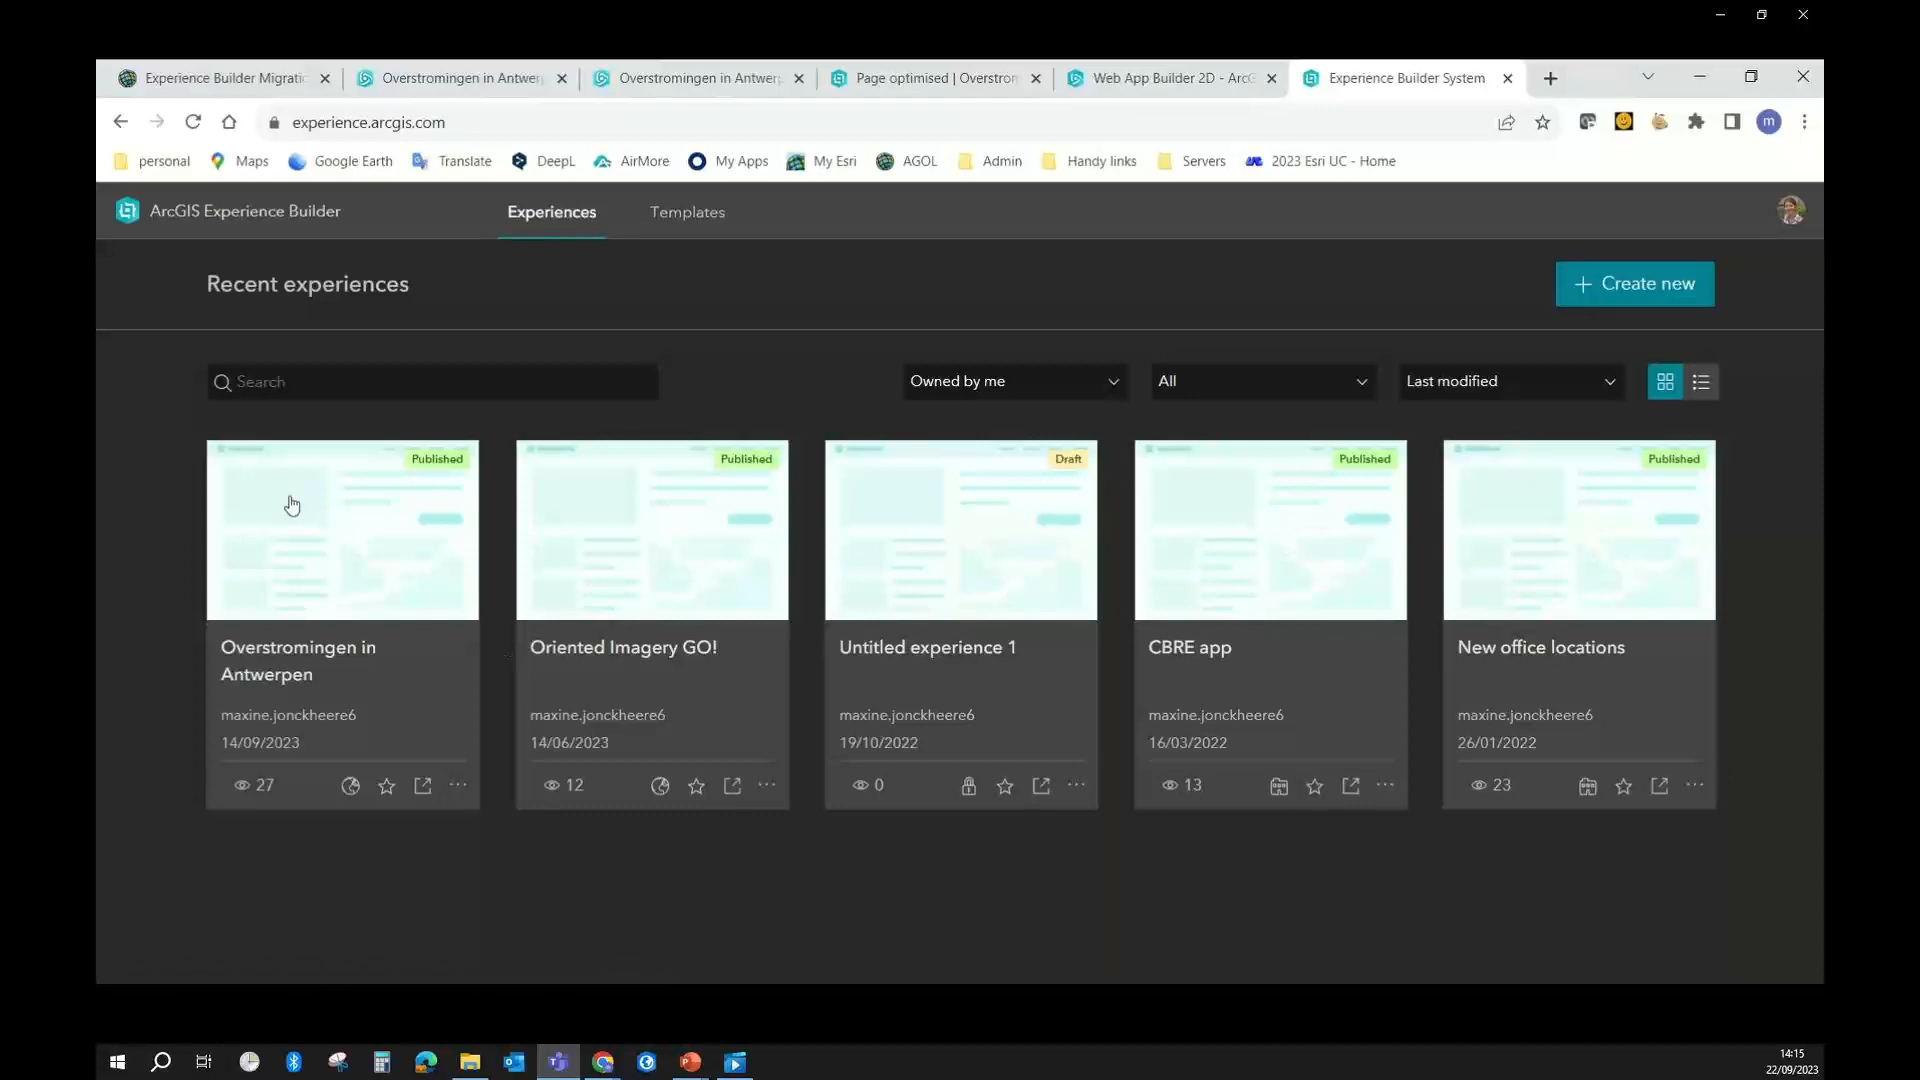 Experience Builder Migratic
Overstromingen in Antwerp
Overstromingen in Antwerp
Page optimised | Overstron
Web App Builder 2D - ArcG
Experience Builder System
experience.arcgis.com
m
personal
Maps
Google Earth
Translate
DeepL
AirMore
My Apps
My Esri
AGOL
Admin
Handy links
Servers
2023 Esri UC - Home
ArcGIS Experience Builder
Experiences
Templates
Recent experiences
Create new
Search
Owned by me
All
Last modified
Published
Overstromingen in
Antwerpen
maxine.jonckheere6
14/09/2023
27
Published
Oriented Imagery GO!
maxine.jonckheere6
14/06/2023
12
Draft
Untitled experience 1
maxine.jonckheere6
19/10/2022
0
Published
CBRE app
maxine.jonckheere6
16/03/2022
13
Published
New office locations
maxine.jonckheere6
26/01/2022
23
14:15
22/09/2023